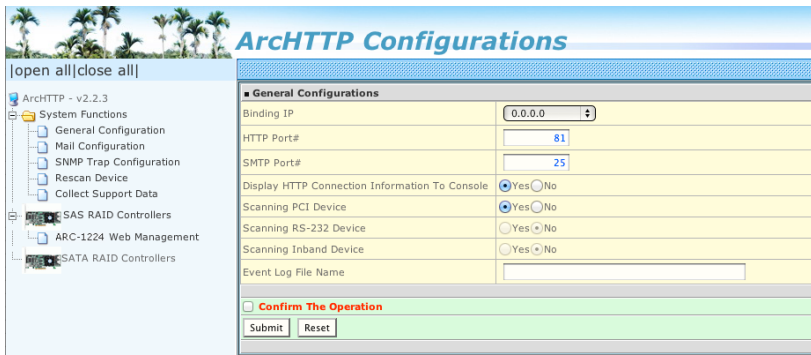 ArcHTTP Configurations
|open all|close all|
ArcHTTP - v2.2.3
System Functions
General Configuration
Mail Configuration
SNMP Trap Configuration
Rescan Device
Collect Support Data
SAS RAID Controllers
ARC-1224 Web Management
SATA RAID Controllers
General Configurations
Binding IP 0.0.0.0
HTTP Port# 81
SMTP Port# 25
Display HTTP Connection Information To Console Yes No
Scanning PCI Device Yes No
Scanning RS-232 Device Yes No
Scanning Inband Device Yes No
Event Log File Name
Confirm The Operation
Submit Reset